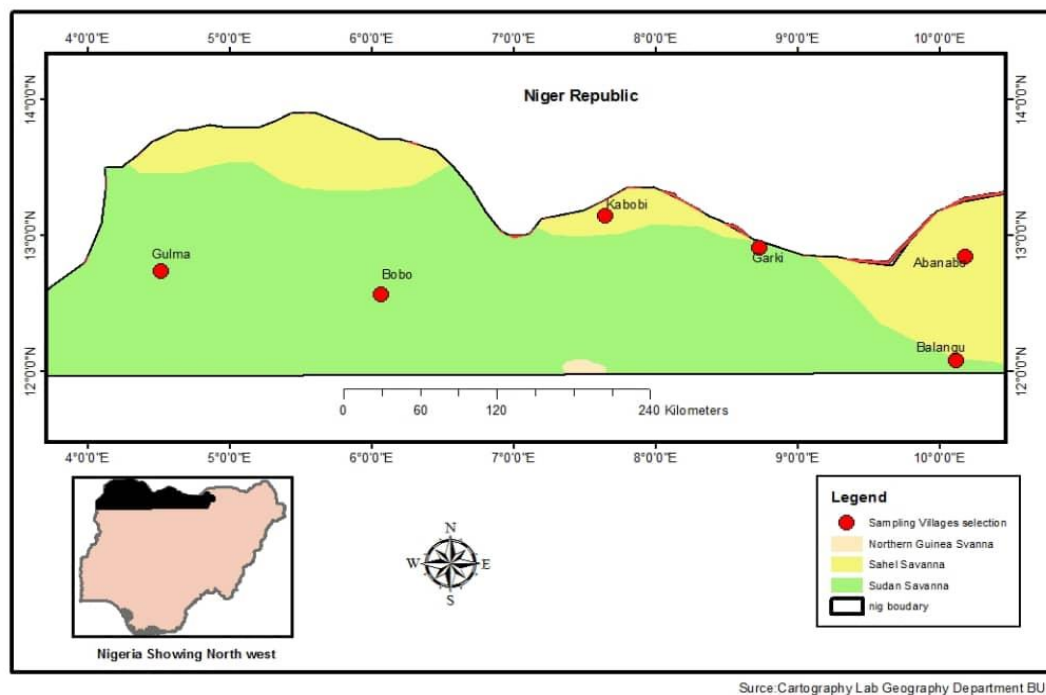 4°0'0"E 5°0'0"E 6°0'0"E 7°0'0"E 8°0'0"E 9°0'0"E 10°0'0"E
14°0'0"N
14°0'0"N
Niger Republic
Kabobi
13°0'0"N
13°0'0"N
Gulma
Garki
Abanabo
Bobo
Balangu
12°0'0"N
12°0'0"N
0 60 120 240 Kilometers
4°0'0"E 5°0'0"E 6°0'0"E 7°0'0"E 8°0'0"E 9°0'0"E 10°0'0"E
Legend
Sampling Villages selection
Northern Guinea Svanna
Sahel Savanna
Sudan Savanna
nig boudary
N
W E
S
Nigeria Showing North west
Surce:Cartography Lab Geography Department BU